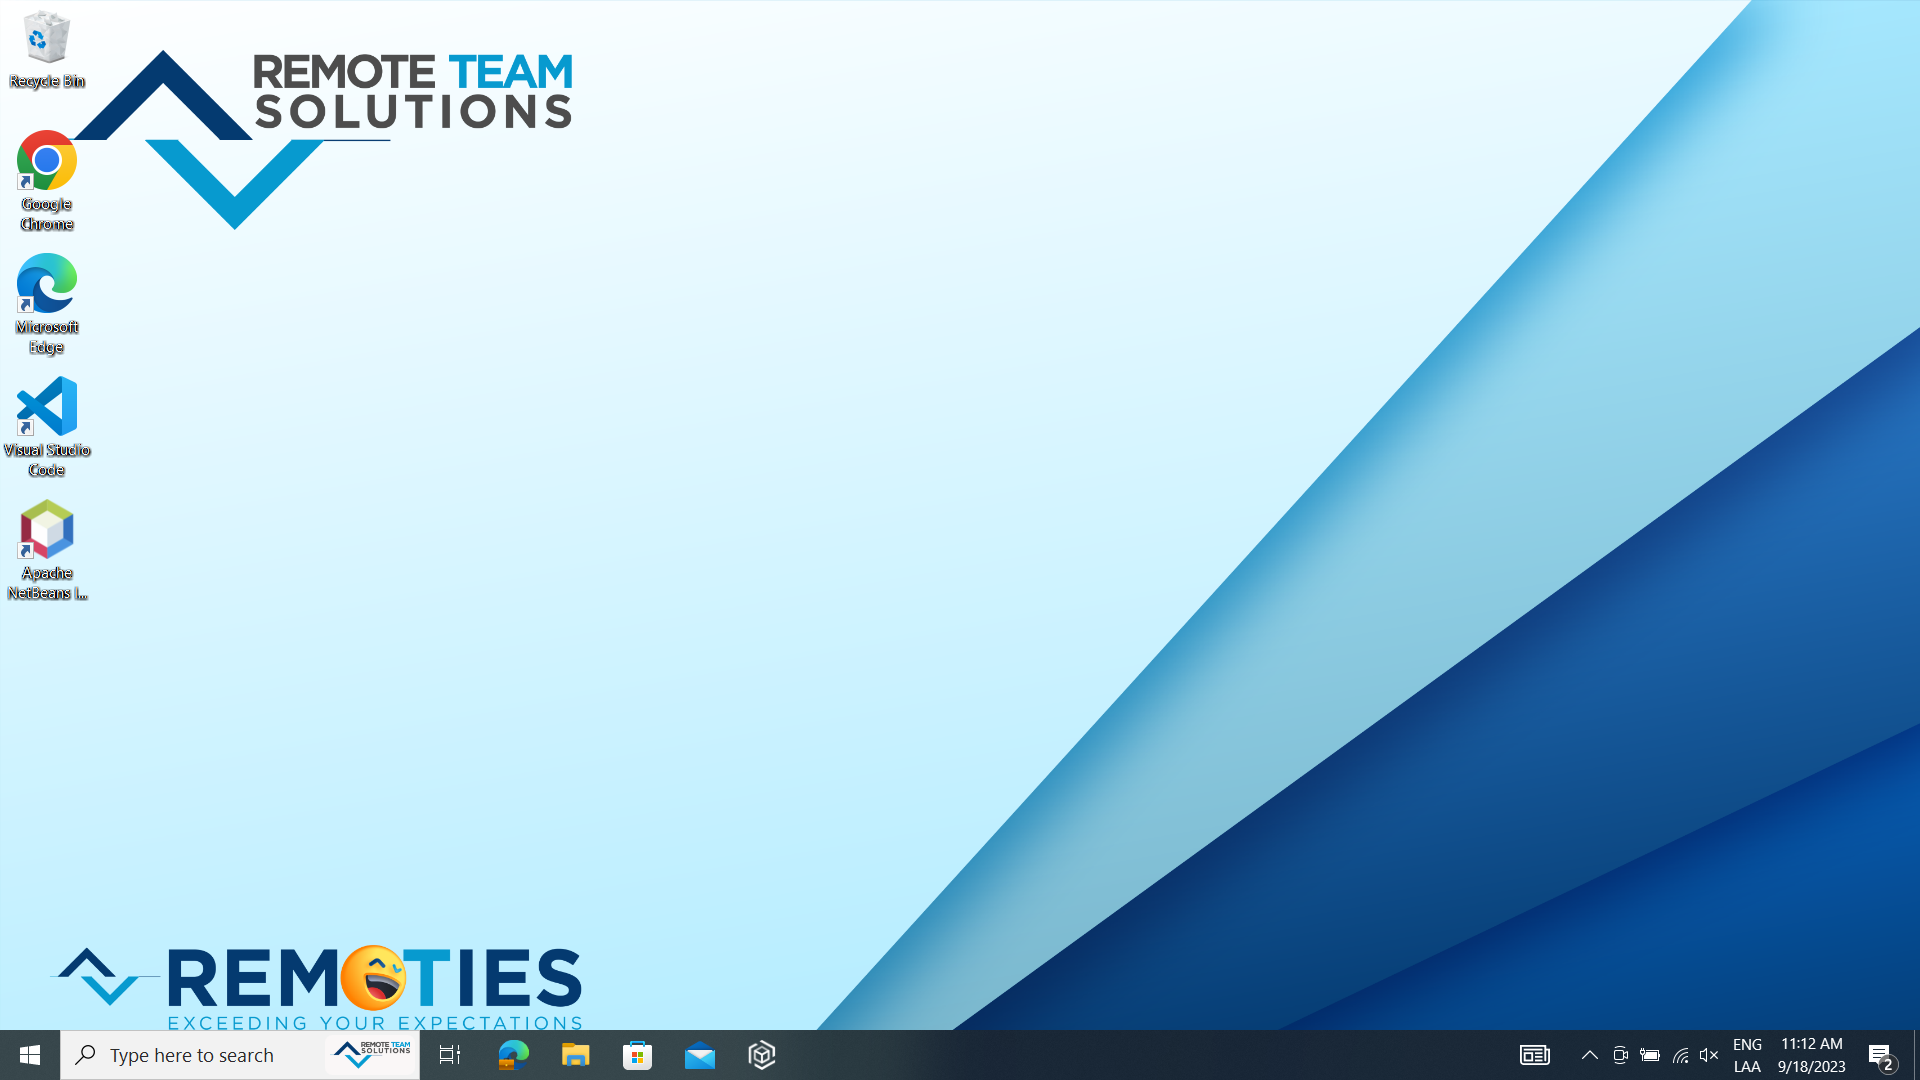 Recycle Bin
REMOTE TEAM
SOLUTIONS
Google
Chrome
Microsoft
Edge
Visual Studio
Code
Apache
NetBeans I...
REMOTIES
EXCEEDING YOUR EXPECTATIONS
Type here to search
REMOTE TEAM
SOLUTIONS
ENG
LAA
11:12 AM
9/18/2023
2